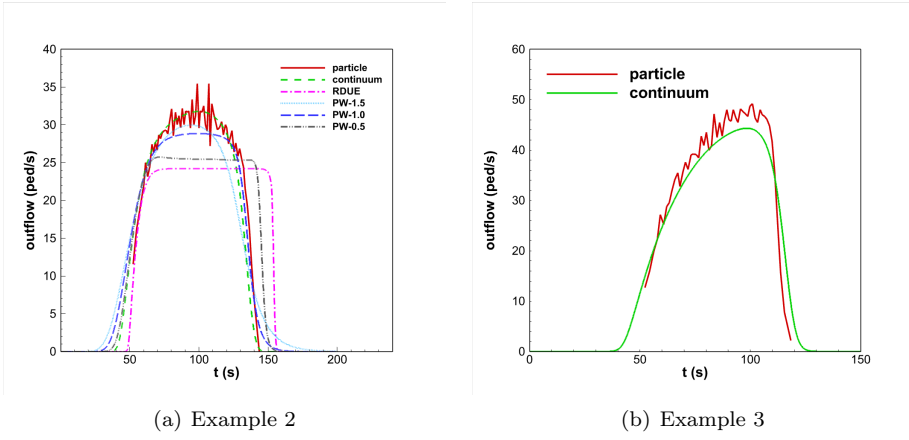 40
35
30
25
20
15
10
5
0
outflow (ped/s)
50
100
150
200
t (s)
particle
continuum
RDUE
PW-1.5
PW-1.0
PW-0.5
(a) Example 2
60
50
40
30
20
10
0
outflow (ped/s)
0
50
100
150
t (s)
particle
continuum
(b) Example 3